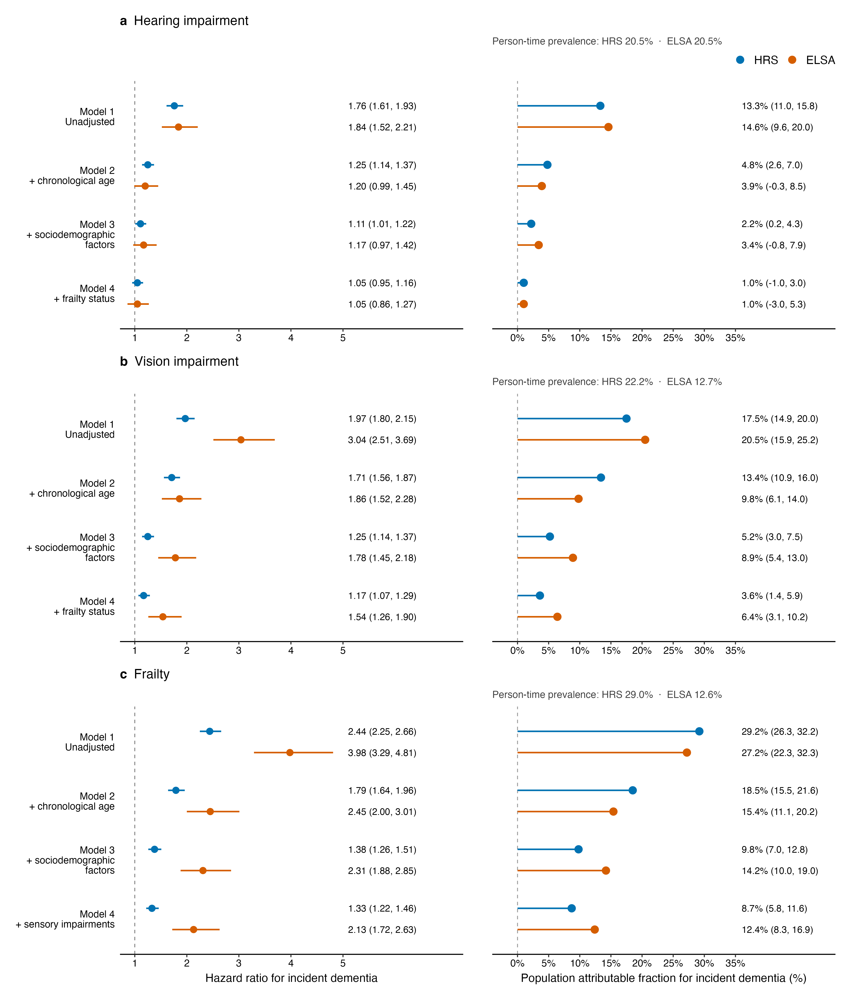 a Hearing impairment
Person-time prevalence: HRS 20.5% · ELSA 20.5%
HRS ELSA
Model 1
Unadjusted
1.76 (1.61, 1.93)
13.3% (11.0, 15.8)
1.84 (1.52, 2.21)
14.6% (9.6, 20.0)
Model 2
+ chronological age
1.25 (1.14, 1.37)
4.8% (2.6, 7.0)
1.20 (0.99, 1.45)
3.9% (-0.3, 8.5)
Model 3
+ sociodemographic
factors
1.11 (1.01, 1.22)
2.2% (0.2, 4.3)
1.17 (0.97, 1.42)
3.4% (-0.8, 7.9)
Model 4
+ frailty status
1.05 (0.95, 1.16)
1.0% (-1.0, 3.0)
1.05 (0.86, 1.27)
1.0% (-3.0, 5.3)
1 2 3 4 5
0% 5% 10% 15% 20% 25% 30% 35%
b Vision impairment
Person-time prevalence: HRS 22.2% · ELSA 12.7%
Model 1
Unadjusted
1.97 (1.80, 2.15)
17.5% (14.9, 20.0)
3.04 (2.51, 3.69)
20.5% (15.9, 25.2)
Model 2
+ chronological age
1.71 (1.56, 1.87)
13.4% (10.9, 16.0)
1.86 (1.52, 2.28)
9.8% (6.1, 14.0)
Model 3
+ sociodemographic
factors
1.25 (1.14, 1.37)
5.2% (3.0, 7.5)
1.78 (1.45, 2.18)
8.9% (5.4, 13.0)
Model 4
+ frailty status
1.17 (1.07, 1.29)
3.6% (1.4, 5.9)
1.54 (1.26, 1.90)
6.4% (3.1, 10.2)
1 2 3 4 5
0% 5% 10% 15% 20% 25% 30% 35%
c Frailty
Person-time prevalence: HRS 29.0% · ELSA 12.6%
Model 1
Unadjusted
2.44 (2.25, 2.66)
29.2% (26.3, 32.2)
3.98 (3.29, 4.81)
27.2% (22.3, 32.3)
Model 2
+ chronological age
1.79 (1.64, 1.96)
18.5% (15.5, 21.6)
2.45 (2.00, 3.01)
15.4% (11.1, 20.2)
Model 3
+ sociodemographic
factors
1.38 (1.26, 1.51)
9.8% (7.0, 12.8)
2.31 (1.88, 2.85)
14.2% (10.0, 19.0)
Model 4
+ sensory impairments
1.33 (1.22, 1.46)
8.7% (5.8, 11.6)
2.13 (1.72, 2.63)
12.4% (8.3, 16.9)
1 2 3 4 5
0% 5% 10% 15% 20% 25% 30% 35%
Hazard ratio for incident dementia
Population attributable fraction for incident dementia (%)